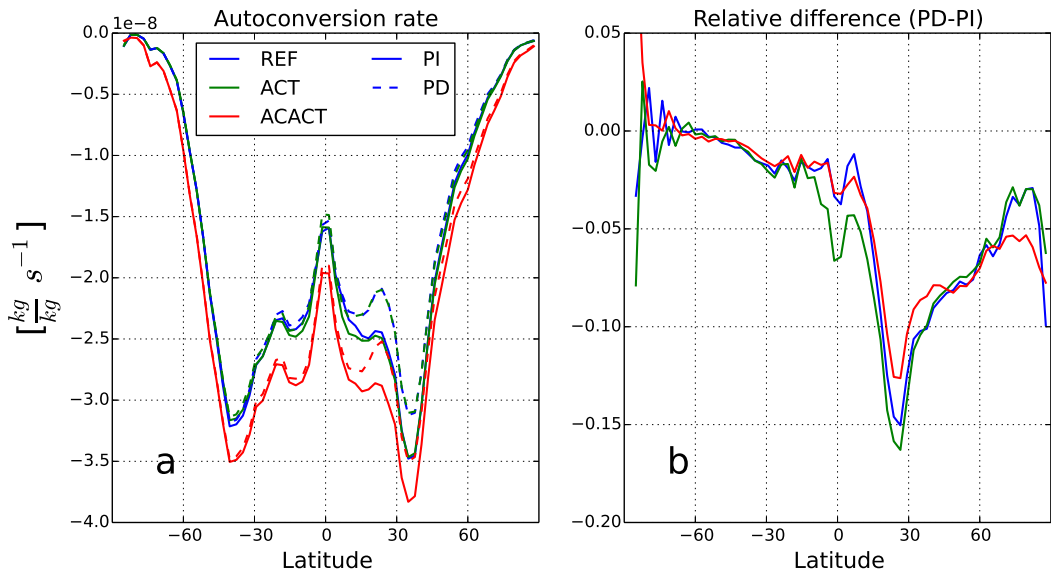 Autoconversion rate
1e−8
0.0
−0.5
−1.0
−1.5
−2.0
−2.5
−3.0
−3.5
−4.0
[kg/kg s⁻¹]
REF
ACT
ACACT
PI
PD
a
−60
−30
0
30
60
Latitude
Relative difference (PD-PI)
0.05
0.00
−0.05
−0.10
−0.15
−0.20
b
−60
−30
0
30
60
Latitude